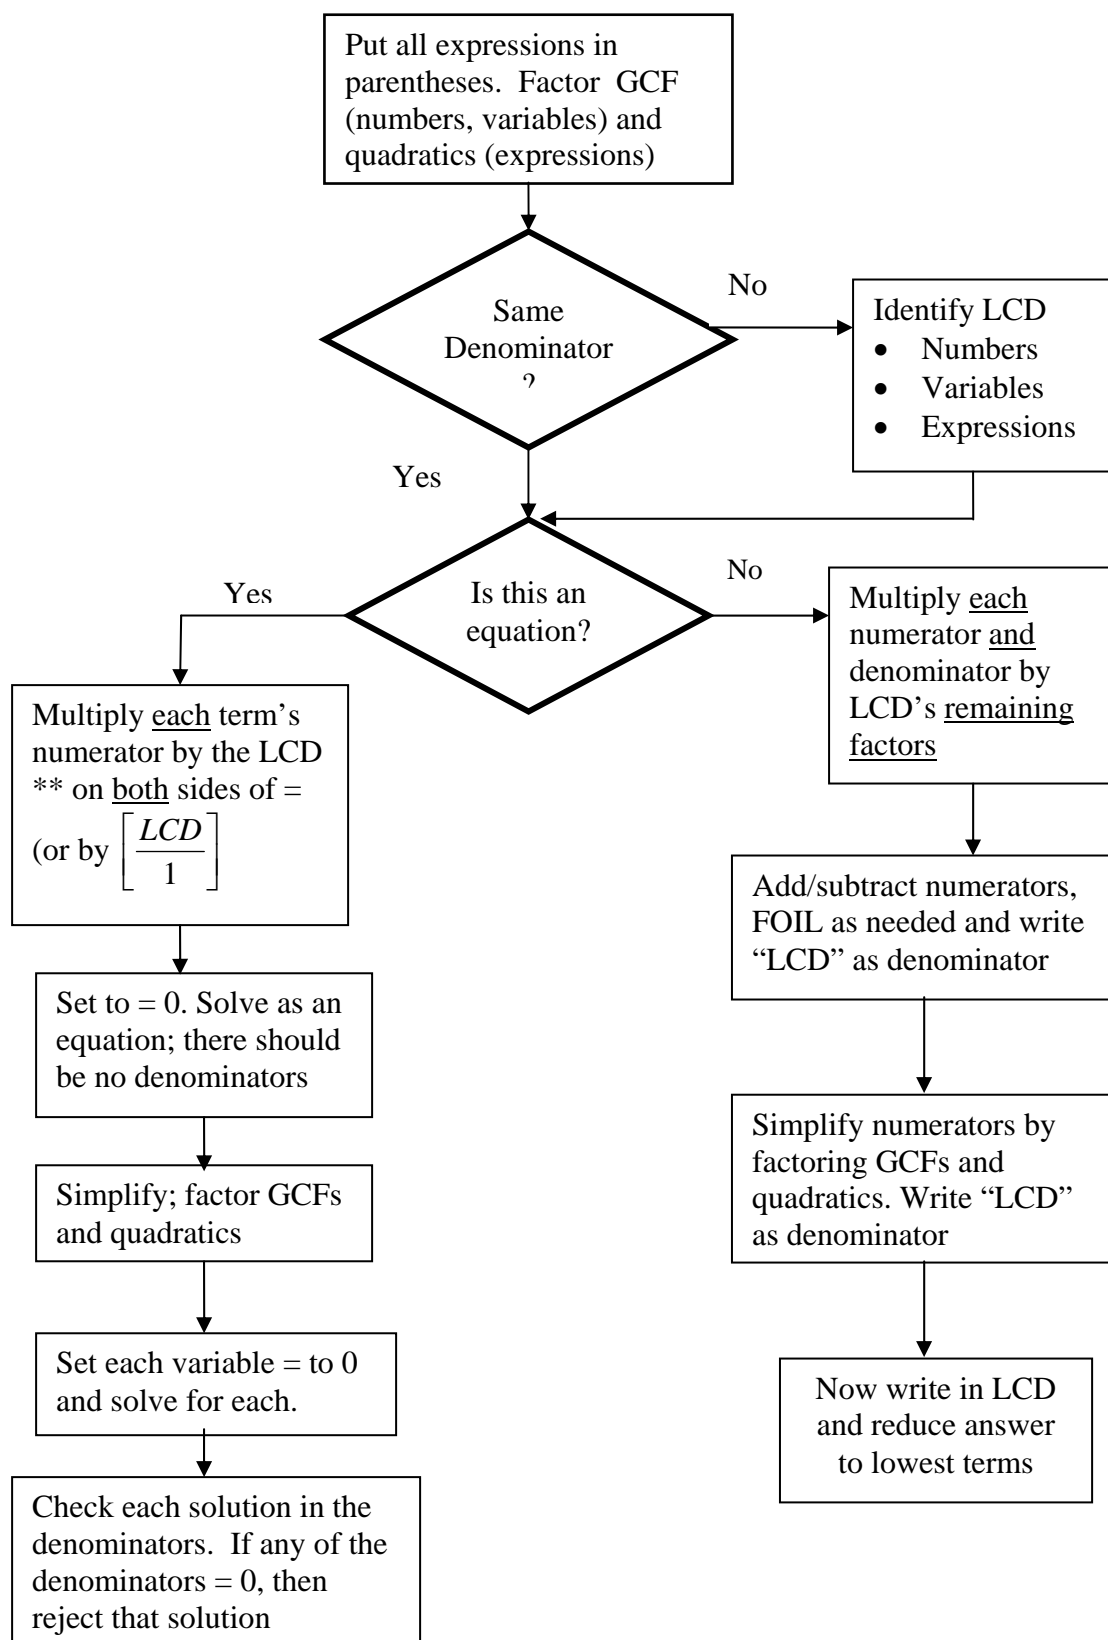 Put all expressions in
parentheses.  Factor  GCF
(numbers, variables) and
quadratics (expressions)
Same
Denominator
?
No
Identify LCD
• Numbers
• Variables
• Expressions
Yes
Is this an
equation?
Yes
No
Multiply each term’s
numerator by the LCD
** on both sides of =
(or by [LCD/1]
Multiply each
numerator and
denominator by
LCD’s remaining
factors
Set to = 0. Solve as an
equation; there should
be no denominators
Add/subtract numerators,
FOIL as needed and write
“LCD” as denominator
Simplify; factor GCFs
and quadratics
Simplify numerators by
factoring GCFs and
quadratics. Write “LCD”
as denominator
Set each variable = to 0
and solve for each.
Now write in LCD
and reduce answer
to lowest terms
Check each solution in the
denominators.  If any of the
denominators = 0, then
reject that solution